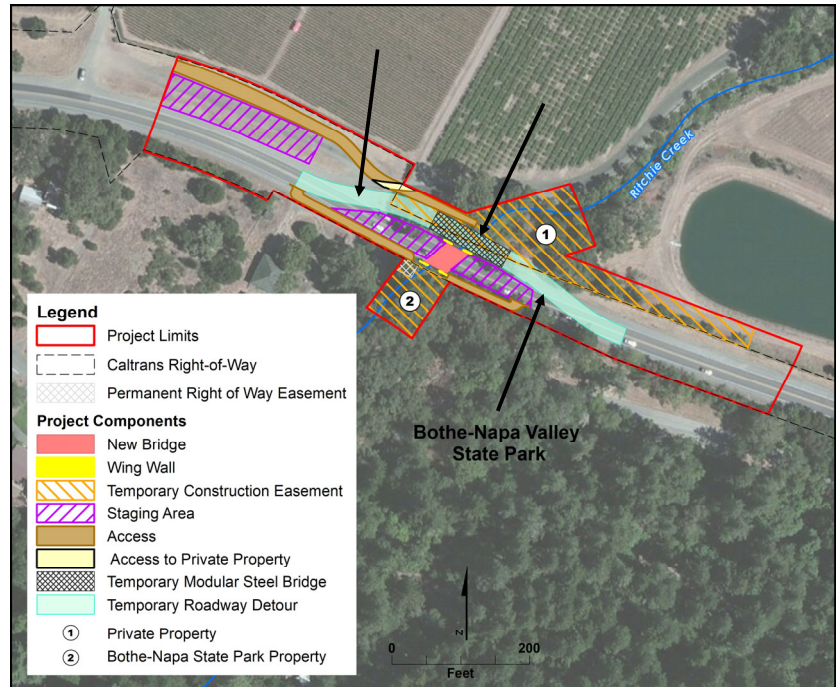 Ritchie Creek
1
2
Bothe-Napa Valley
State Park
Legend
Project Limits
Caltrans Right-of-Way
Permanent Right of Way Easement
Project Components
New Bridge
Wing Wall
Temporary Construction Easement
Staging Area
Access
Access to Private Property
Temporary Modular Steel Bridge
Temporary Roadway Detour
1 Private Property
2 Bothe-Napa State Park Property
N
0 200
Feet